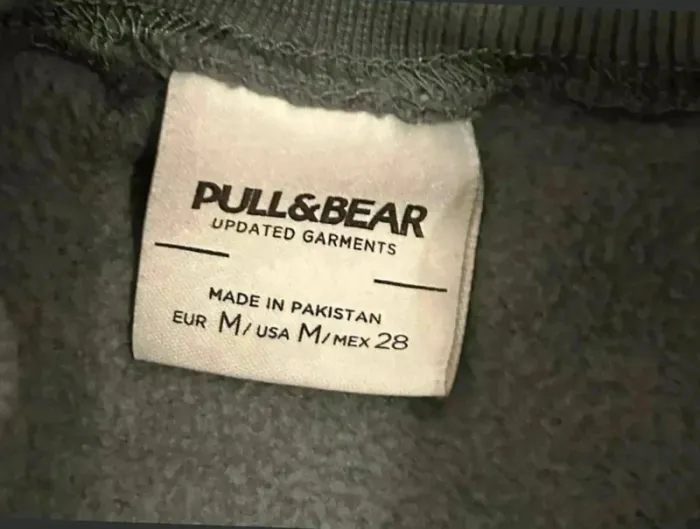 PULL&BEAR
UPDATED GARMENTS
MADE IN PAKISTAN
EUR M/USA M/MEX 28